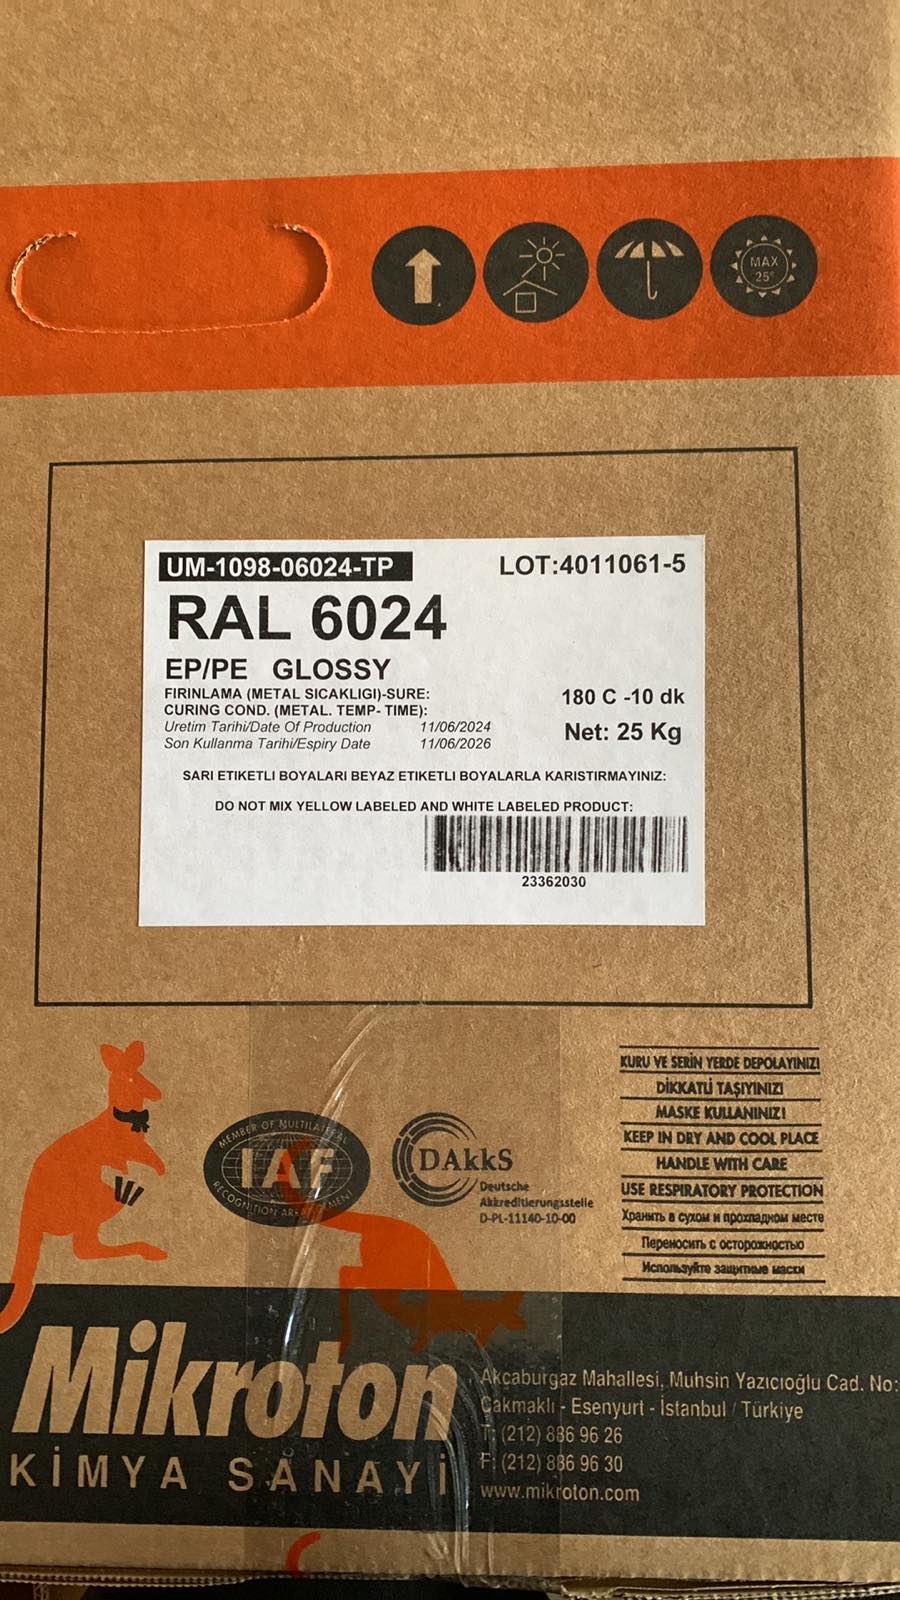 MAX
25°
UM-1098-06024-TP
LOT:4011061-5
RAL 6024
EP/PE GLOSSY
FIRINLAMA (METAL SICAKLIGI)-SURE:
CURING COND. (METAL. TEMP- TIME):
180 C -10 dk
Uretim Tarihi/Date Of Production 11/06/2024
Son Kullanma Tarihi/Espiry Date 11/06/2026
Net: 25 Kg
SARI ETIKETLI BOYALARI BEYAZ ETIKETLI BOYALARLA KARISTIRMAYINIZ:
DO NOT MIX YELLOW LABELED AND WHITE LABELED PRODUCT:
23362030
KURU VE SERİN YERDE DEPOLAYINIZ!
DİKKATLİ TAŞIYINIZ!
MASKE KULLANINIZ!
KEEP IN DRY AND COOL PLACE
HANDLE WITH CARE
USE RESPIRATORY PROTECTION
Хранить в сухом и прохладном месте
Переносить с осторожностью
Используйте защитные маски
MEMBER OF MULTILATERAL
IAF
RECOGNITION ARRANGEMENT
DAkkS
Deutsche
Akkreditierungsstelle
D-PL-11140-10-00
Mikroton
KİMYA SANAYİ
Akçaburgaz Mahallesi, Muhsin Yazıcıoğlu Cad. No:
Çakmaklı - Esenyurt - İstanbul / Türkiye
T: (212) 886 96 26
F: (212) 886 96 30
www.mikroton.com